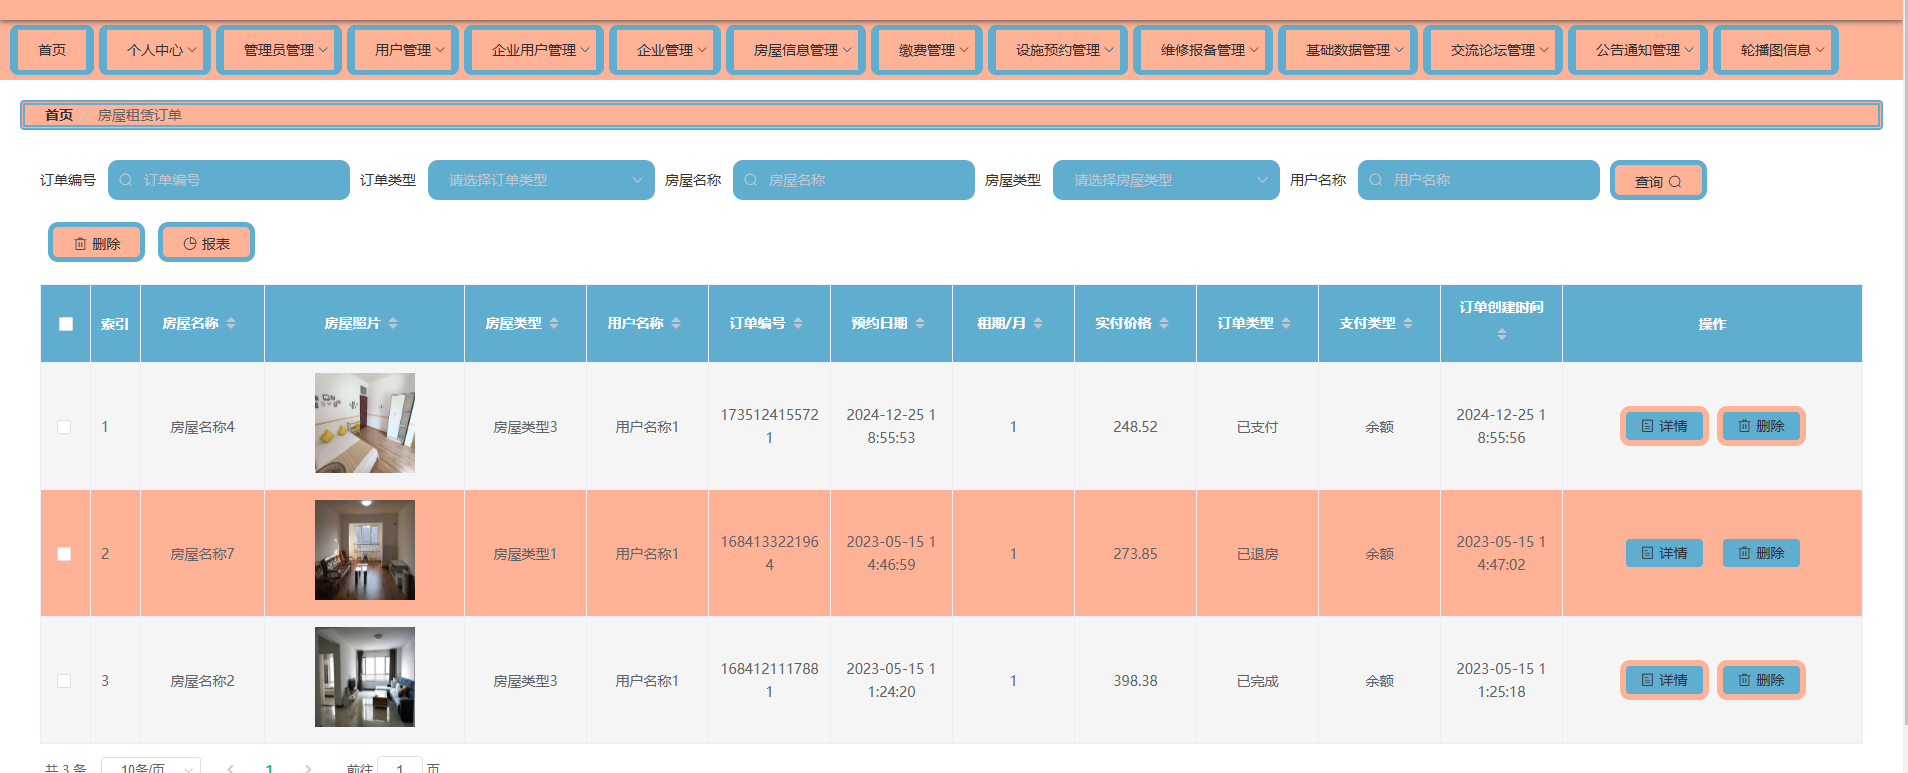 首页 个人中心 管理员管理 用户管理 企业用户管理 企业管理 房屋信息管理 缴费管理 设施预约管理 维修报备管理 基础数据管理 交流论坛管理 公告通知管理 轮播图信息
首页 / 房屋租赁订单
订单编号 订单编号 订单类型 请选择订单类型 房屋名称 房屋名称 房屋类型 请选择房屋类型 用户名称 用户名称 查询
删除 报表
索引 房屋名称 房屋照片 房屋类型 用户名称 订单编号 预约日期 租期/月 实付价格 订单类型 支付类型 订单创建时间 操作
1 房屋名称4 房屋类型3 用户名称1 1735124155721 2024-12-25 18:55:53 1 248.52 已支付 余额 2024-12-25 18:55:56 详情 删除
2 房屋名称7 房屋类型1 用户名称1 1684133221964 2023-05-15 14:46:59 1 273.85 已退房 余额 2023-05-15 14:47:02 详情 删除
3 房屋名称2 房屋类型3 用户名称1 1684121117881 2023-05-15 11:24:20 1 398.38 已完成 余额 2023-05-15 11:25:18 详情 删除
共 3 条 10条/页 1 前往 1 页